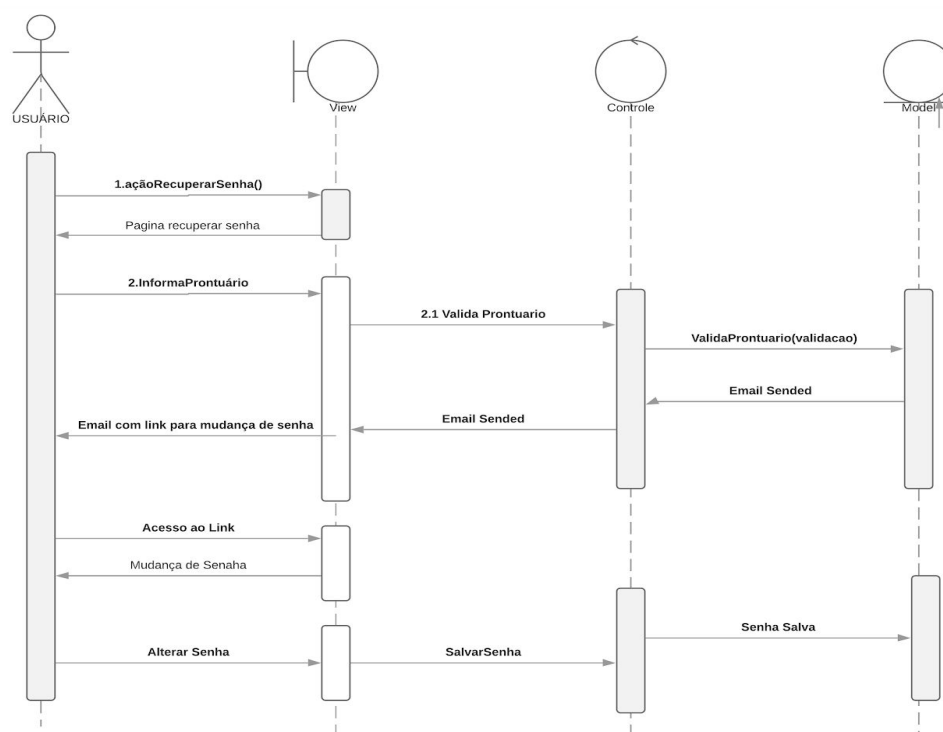 USUÁRIO
View
Controle
Model
1.açãoRecuperarSenha()
Pagina recuperar senha
2.InformaProntuário
2.1 Valida Prontuario
ValidaProntuario(validacao)
Email Sended
Email Sended
Email com link para mudança de senha
Acesso ao Link
Mudança de Senaha
Senha Salva
Alterar Senha
SalvarSenha